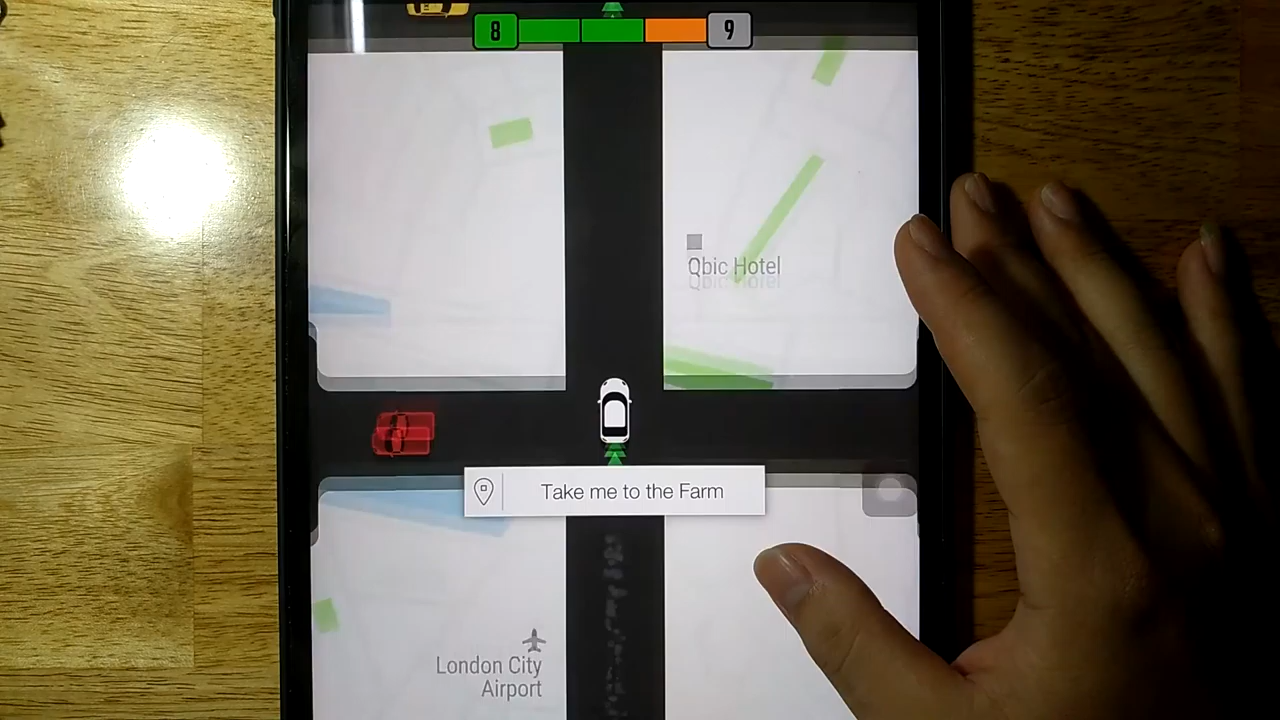 8
9
Qbic Hotel
Take me to the Farm
London City
Airport